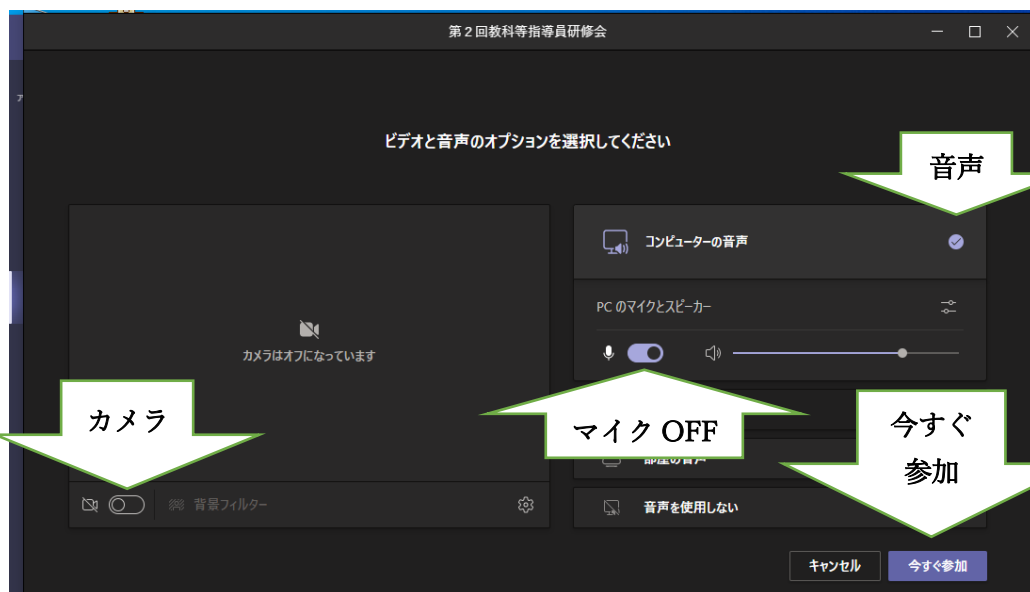 第2回教科等指導員研修会
ア
ビデオと音声のオプションを選択してください
音声
コンピューターの音声
PC のマイクとスピーカー
カメラはオフになっています
カメラ
マイク OFF
今すぐ
参加
部屋の音声
背景フィルター
音声を使用しない
キャンセル
今すぐ参加